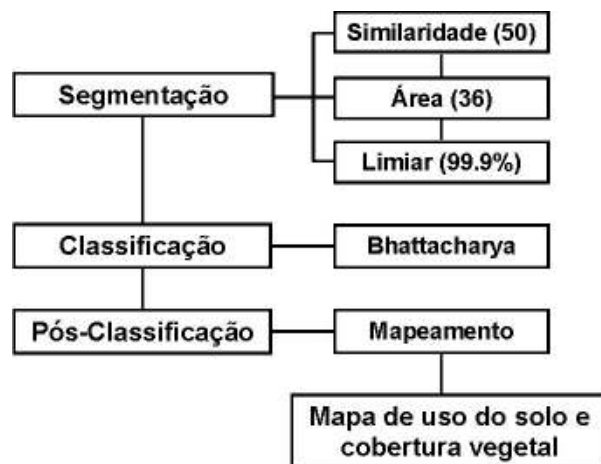 Similaridade (50)
Segmentação
Área (36)
Limiar (99.9%)
Classificação
Bhattacharya
Pós-Classificação
Mapeamento
Mapa de uso do solo e
cobertura vegetal